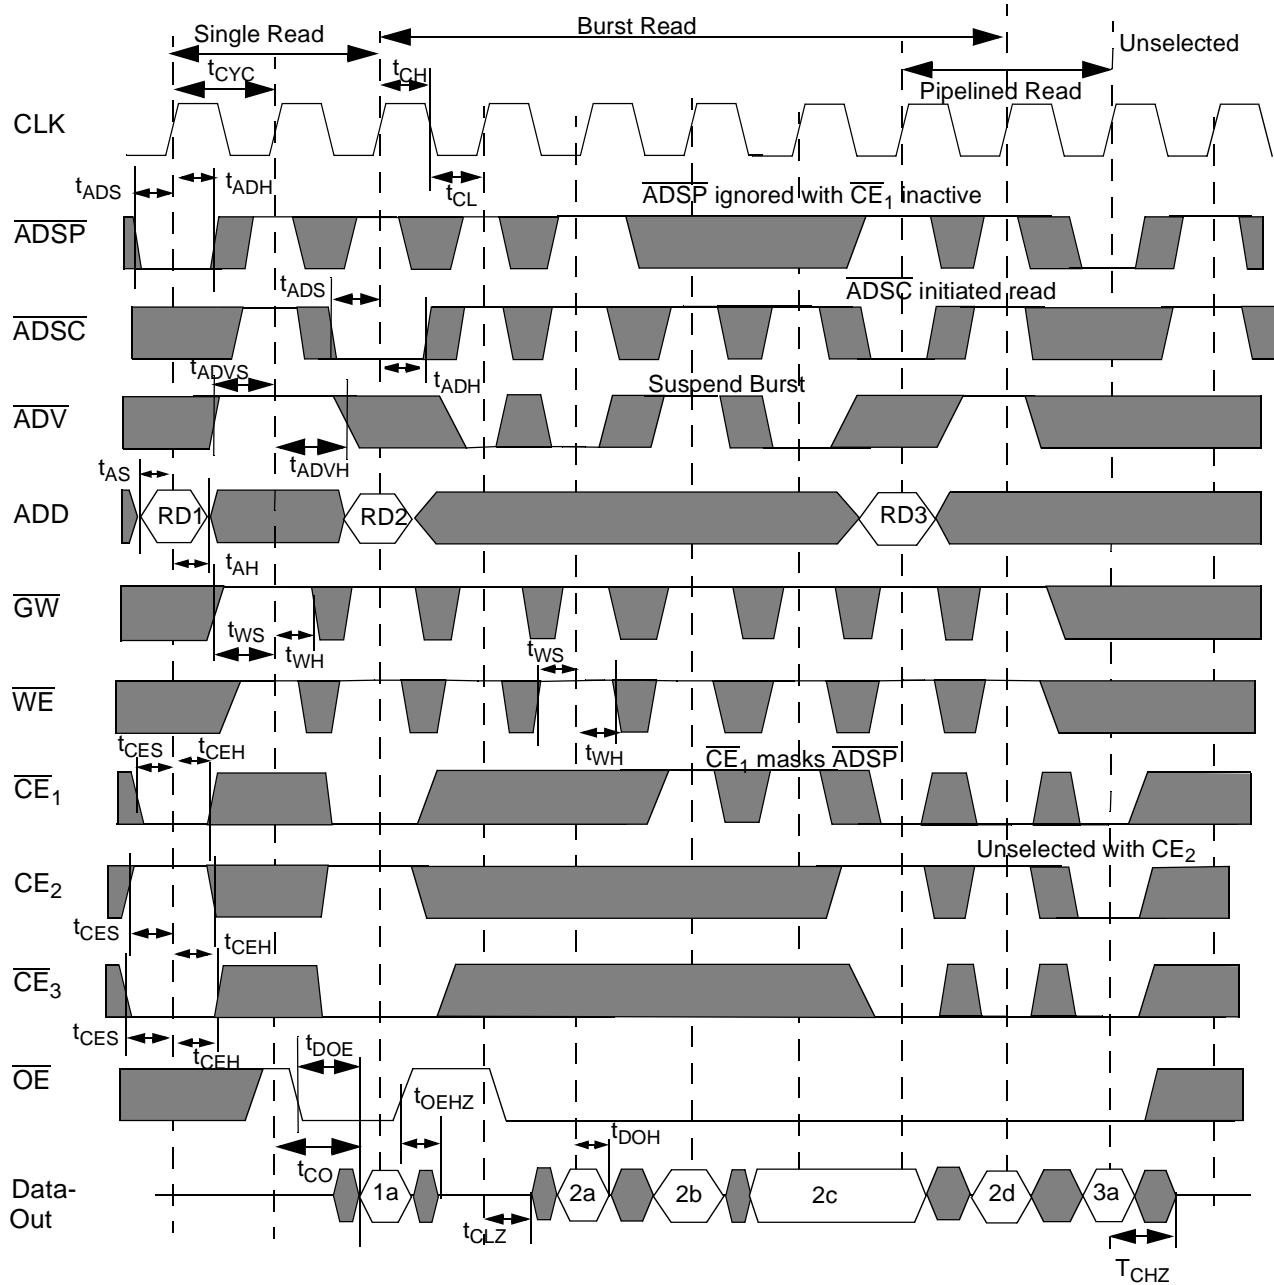 Single Read
Burst Read
Unselected
tCYC
tCH
Pipelined Read
CLK
tADS
tADH
tCL
ADSP ignored with CE1 inactive
ADSP
tADS
ADSC initiated read
ADSC
tADVS
tADH
Suspend Burst
ADV
tAS
tADVH
ADD
RD1
RD2
RD3
tAH
GW
tWS
tWH
tWS
WE
tCES
tCEH
tWH
CE1 masks ADSP
CE1
Unselected with CE2
CE2
tCES
tCEH
CE3
tCES
tCEH
tDOE
OE
tOEHZ
tDOH
tCO
Data-
Out
1a
2a
2b
2c
2d
3a
tCLZ
TCHZ